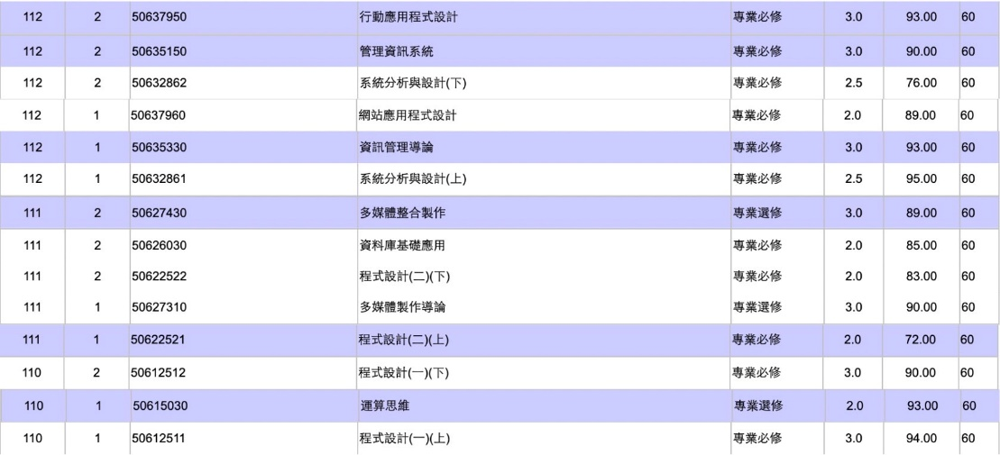 112 2 50637950 行動應用程式設計 專業必修 3.0 93.00 60
112 2 50635150 管理資訊系統 專業必修 3.0 90.00 60
112 2 50632862 系統分析與設計(下) 專業必修 2.5 76.00 60
112 1 50637960 網站應用程式設計 專業必修 2.0 89.00 60
112 1 50635330 資訊管理導論 專業必修 3.0 93.00 60
112 1 50632861 系統分析與設計(上) 專業必修 2.5 95.00 60
111 2 50627430 多媒體整合製作 專業選修 3.0 89.00 60
111 2 50626030 資料庫基礎應用 專業必修 2.0 85.00 60
111 2 50622522 程式設計(二)(下) 專業必修 2.0 83.00 60
111 1 50627310 多媒體製作導論 專業選修 3.0 90.00 60
111 1 50622521 程式設計(二)(上) 專業必修 2.0 72.00 60
110 2 50612512 程式設計(一)(下) 專業必修 3.0 90.00 60
110 1 50615030 運算思維 專業選修 2.0 93.00 60
110 1 50612511 程式設計(一)(上) 專業必修 3.0 94.00 60